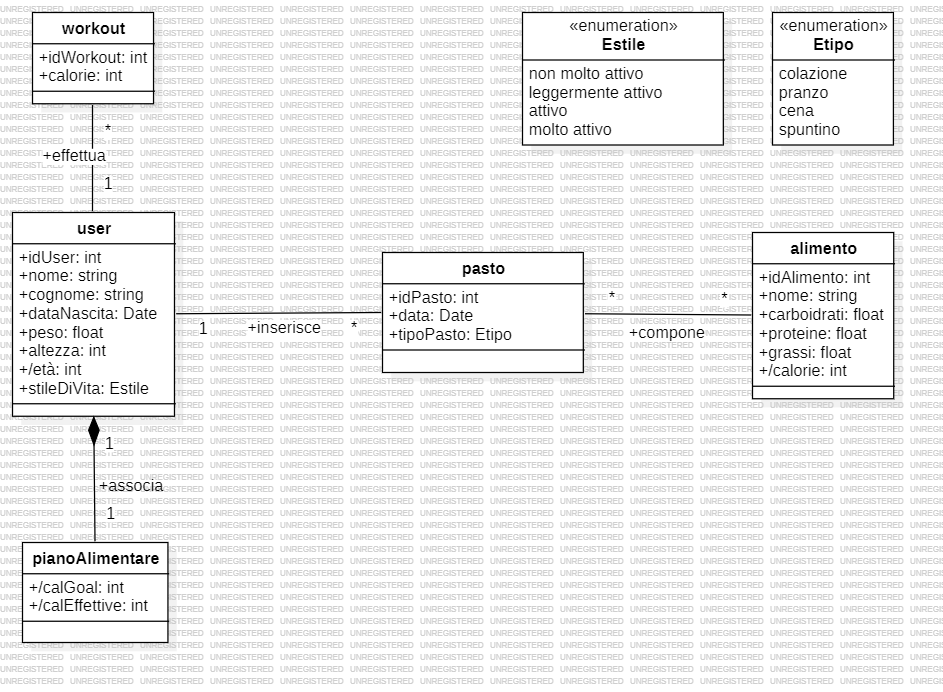 workout
+idWorkout: int
+calorie: int
*
+effettua
1
user
+idUser: int
+nome: string
+cognome: string
+dataNascita: Date
+peso: float
+altezza: int
+/età: int
+stileDiVita: Estile
1
+inserisce
*
1
+associa
1
pianoAlimentare
+/calGoal: int
+/calEffettive: int
pasto
+idPasto: int
+data: Date
+tipoPasto: Etipo
*
*
+compone
«enumeration»
Estile
non molto attivo
leggermente attivo
attivo
molto attivo
«enumeration»
Etipo
colazione
pranzo
cena
spuntino
alimento
+idAlimento: int
+nome: string
+carboidrati: float
+proteine: float
+grassi: float
+/calorie: int
UNREGISTERED